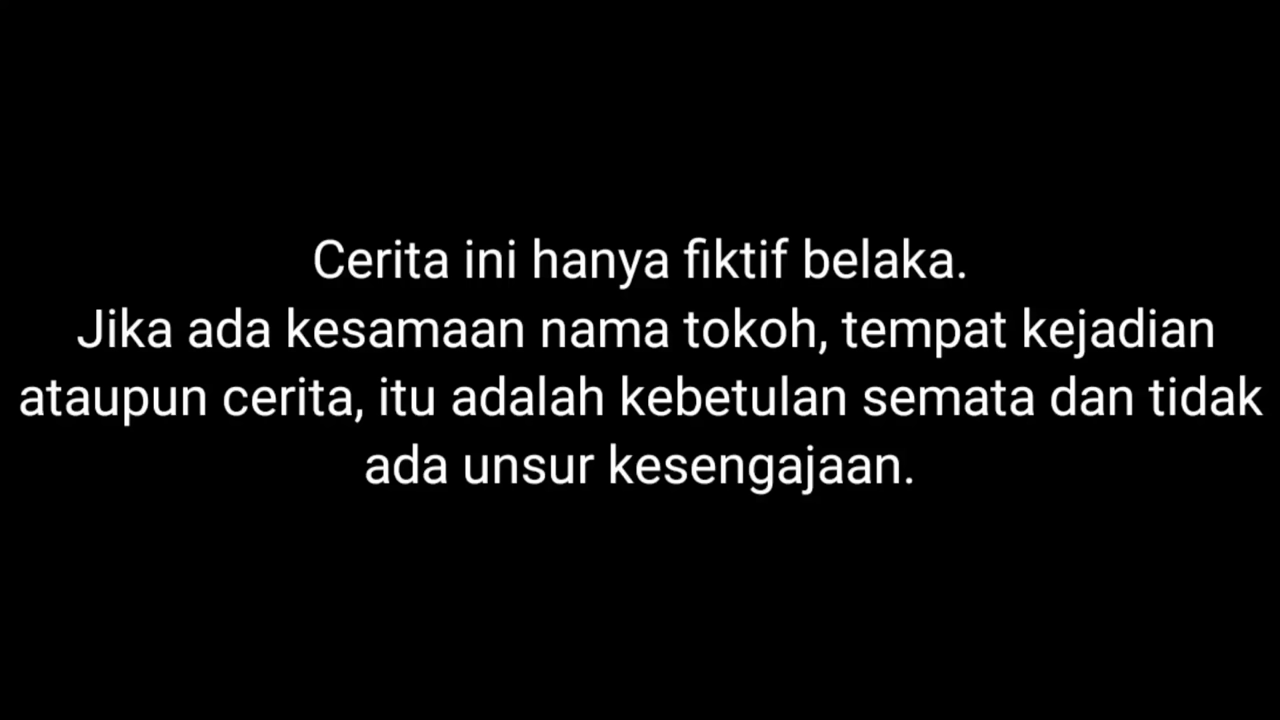 Cerita ini hanya fiktif belaka.
Jika ada kesamaan nama tokoh, tempat kejadian
ataupun cerita, itu adalah kebetulan semata dan tidak
ada unsur kesengajaan.